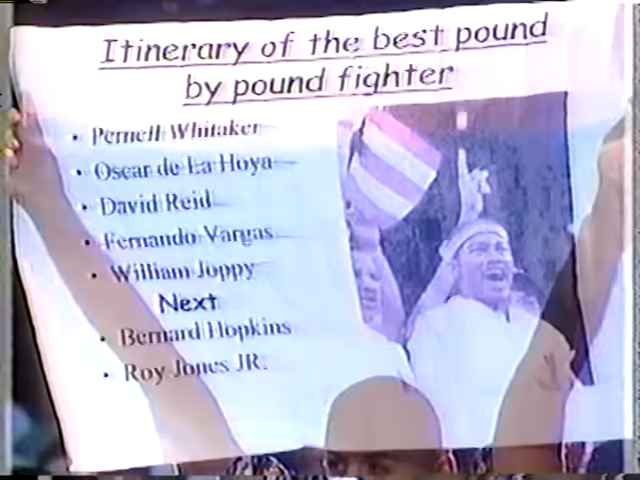 Itinerary of the best pound
by pound fighter
• Pernell Whitaker
• Oscar de La Hoya
• David Reid
• Fernando Vargas
• William Joppy
Next
• Bernard Hopkins
• Roy Jones JR.